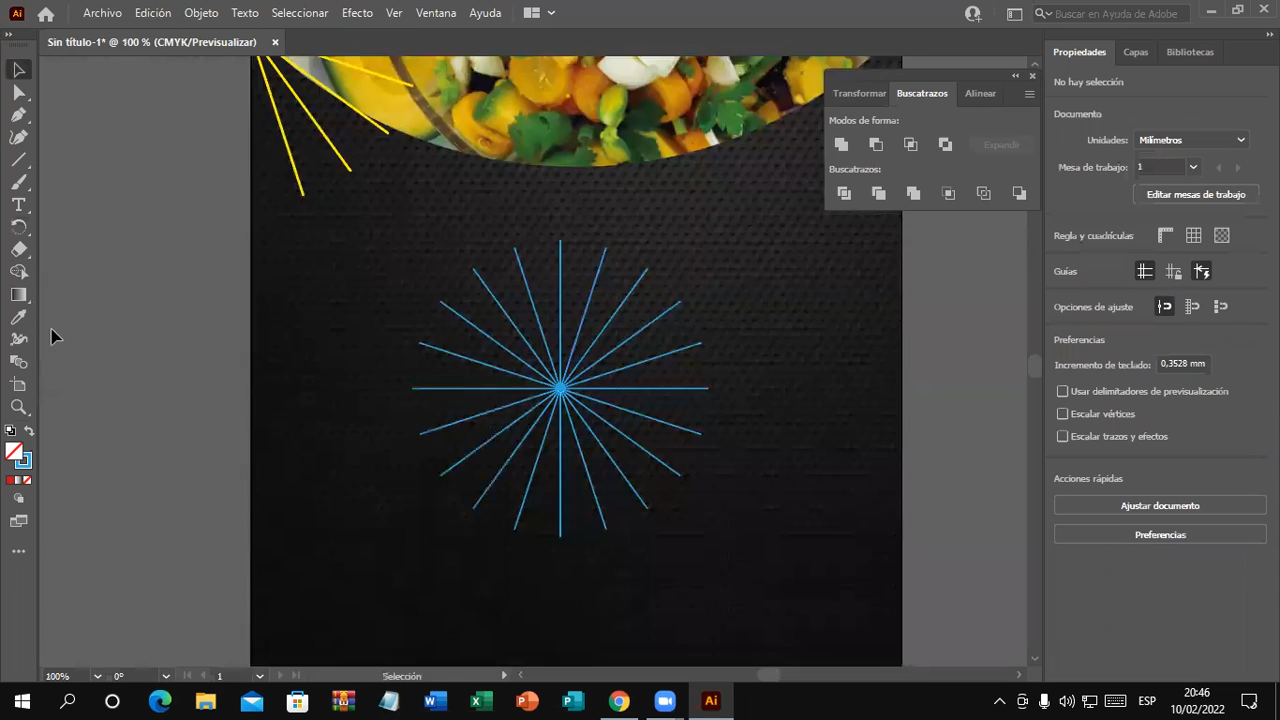 Ai
Archivo Edición Objeto Texto Seleccionar Efecto Ver Ventana Ayuda
Buscar en Ayuda de Adobe
Sin título-1* @ 100 % (CMYK/Previsualizar)
Propiedades Capas Bibliotecas
No hay selección
Documento
Unidades: Milímetros
Mesa de trabajo: 1
Editar mesas de trabajo
Regla y cuadrículas
Guías
Opciones de ajuste
Preferencias
Incremento de teclado: 0,3528 mm
Usar delimitadores de previsualización
Escalar vértices
Escalar trazos y efectos
Acciones rápidas
Ajustar documento
Preferencias
Transformar Buscatrazos Alinear
Modos de forma:
Expandir
Buscatrazos:
100% 0° 1 Selección
ESP
20:46
10/02/2022